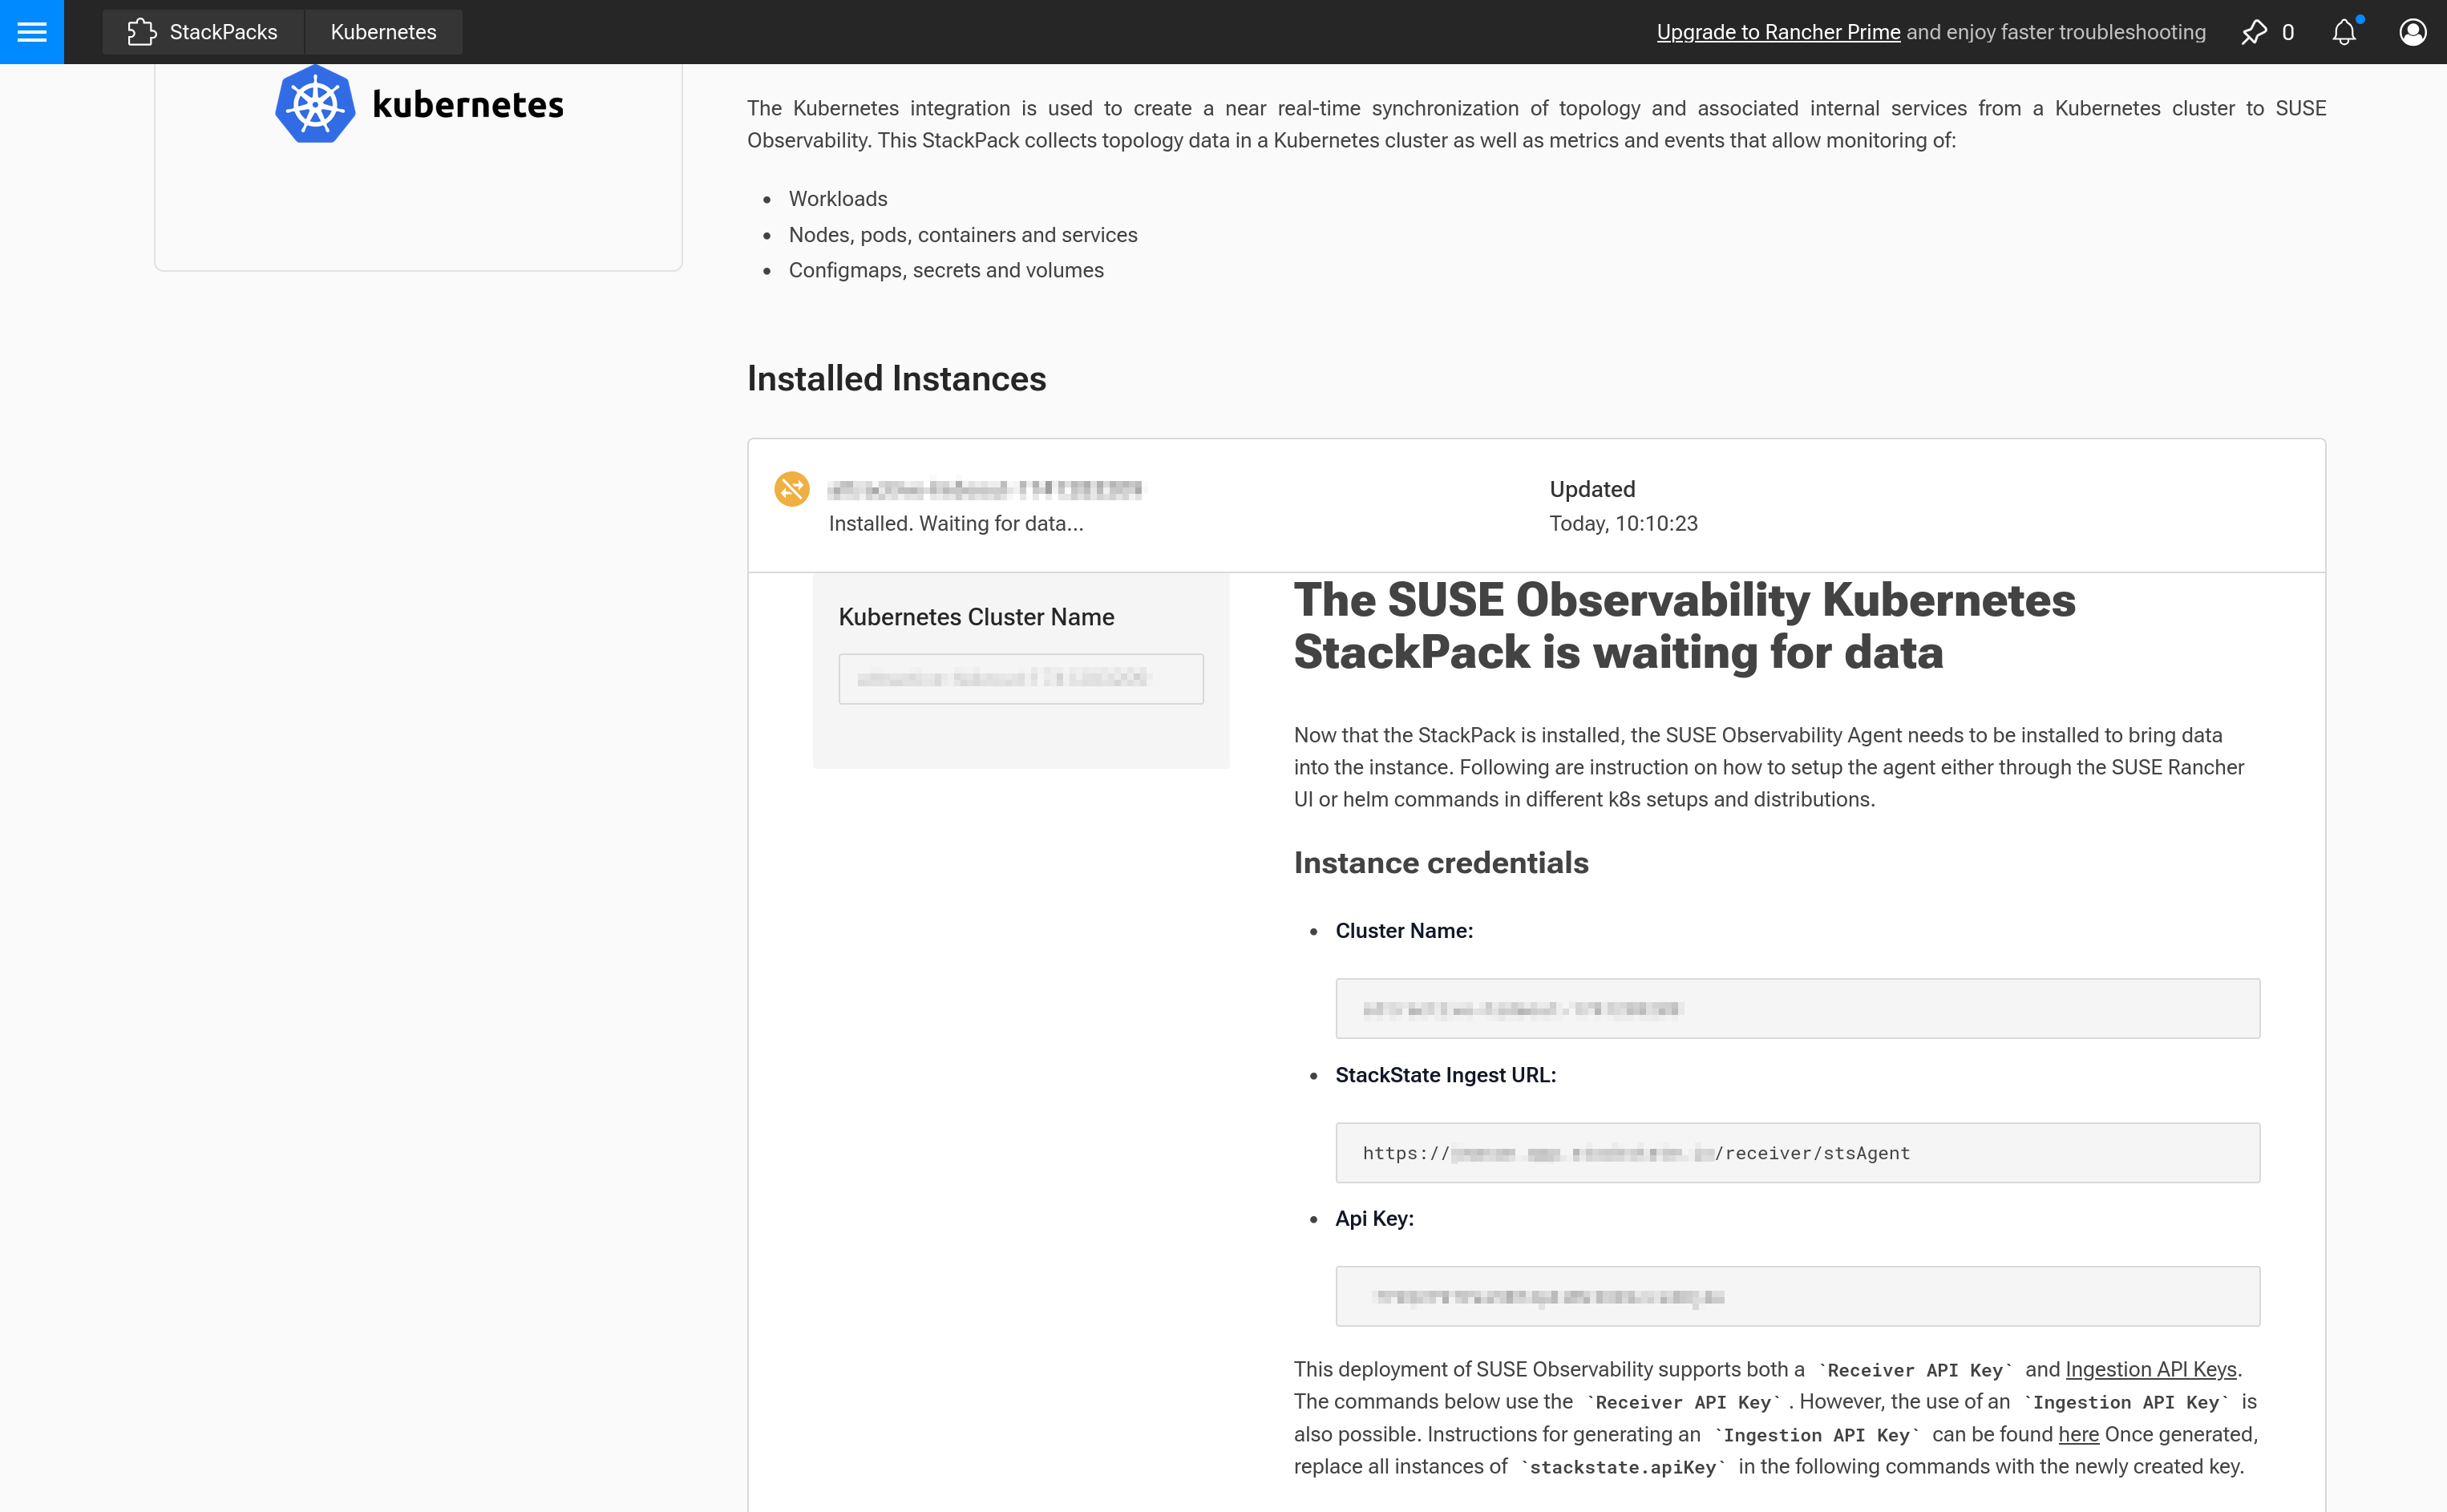 StackPacks
Kubernetes
Upgrade to Rancher Prime and enjoy faster troubleshooting
0
kubernetes
The Kubernetes integration is used to create a near real-time synchronization of topology and associated internal services from a Kubernetes cluster to SUSE
Observability. This StackPack collects topology data in a Kubernetes cluster as well as metrics and events that allow monitoring of:
• Workloads
• Nodes, pods, containers and services
• Configmaps, secrets and volumes
Installed Instances
Installed. Waiting for data...
Updated
Today, 10:10:23
Kubernetes Cluster Name
The SUSE Observability Kubernetes
StackPack is waiting for data
Now that the StackPack is installed, the SUSE Observability Agent needs to be installed to bring data
into the instance. Following are instruction on how to setup the agent either through the SUSE Rancher
UI or helm commands in different k8s setups and distributions.
Instance credentials
• Cluster Name:
• StackState Ingest URL:
https:///receiver/stsAgent
• Api Key:
This deployment of SUSE Observability supports both a `Receiver API Key` and Ingestion API Keys.
The commands below use the `Receiver API Key`. However, the use of an `Ingestion API Key` is
also possible. Instructions for generating an `Ingestion API Key` can be found here Once generated,
replace all instances of `stackstate.apiKey` in the following commands with the newly created key.